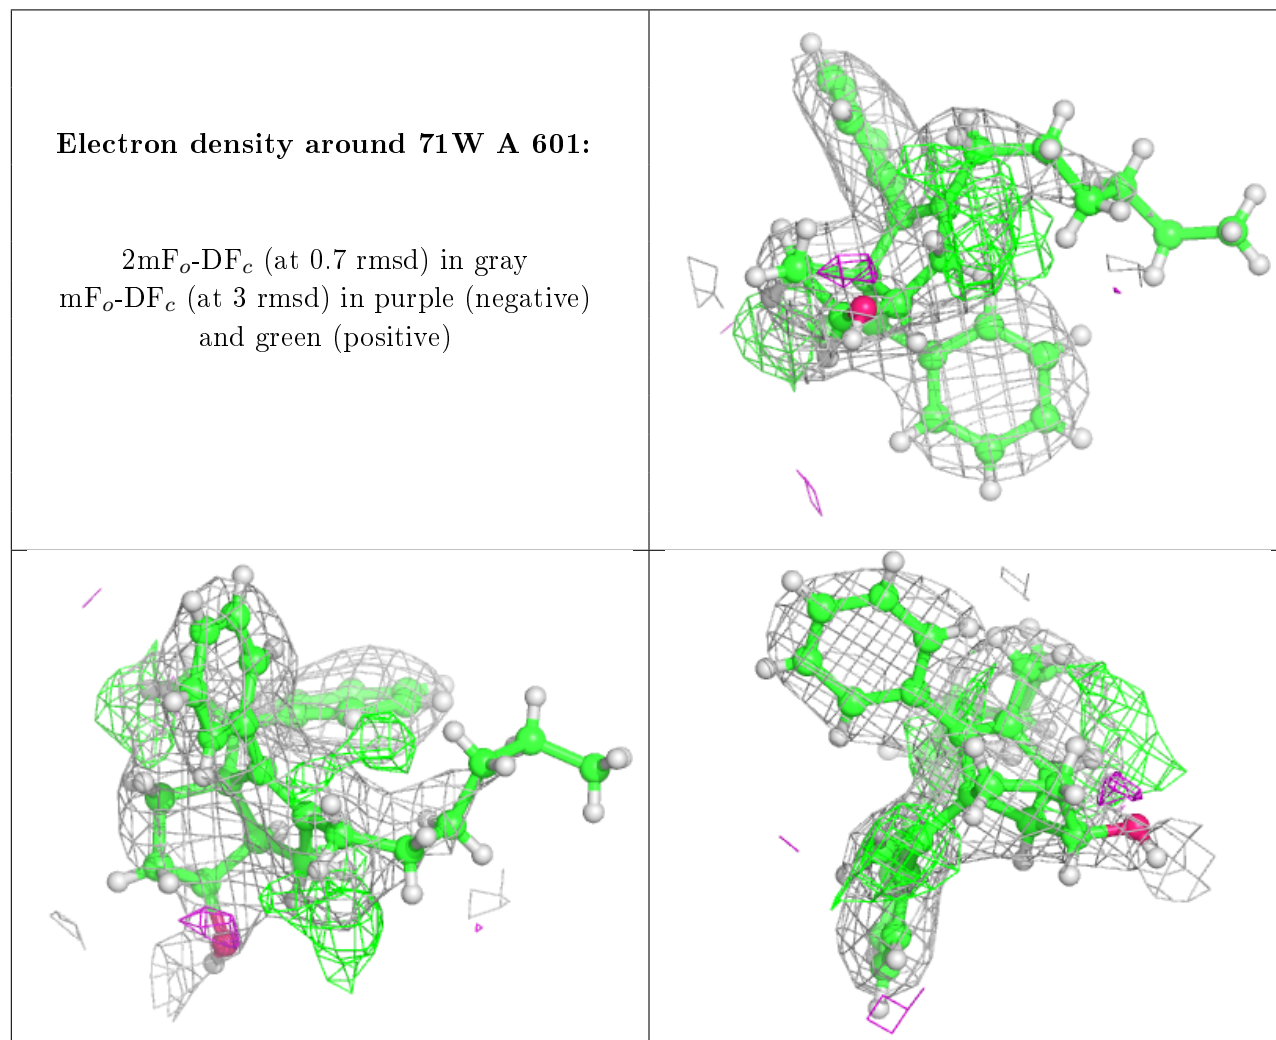 Electron density around 71W A 601:
2mFo-DFc (at 0.7 rmsd) in gray
mFo-DFc (at 3 rmsd) in purple (negative)
and green (positive)